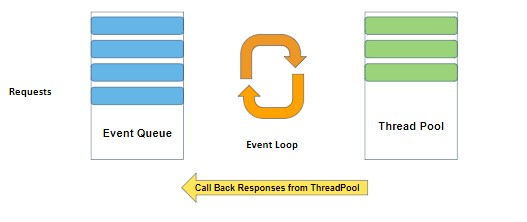 Requests
Event Queue
Event Loop
Thread Pool
Call Back Responses from ThreadPool